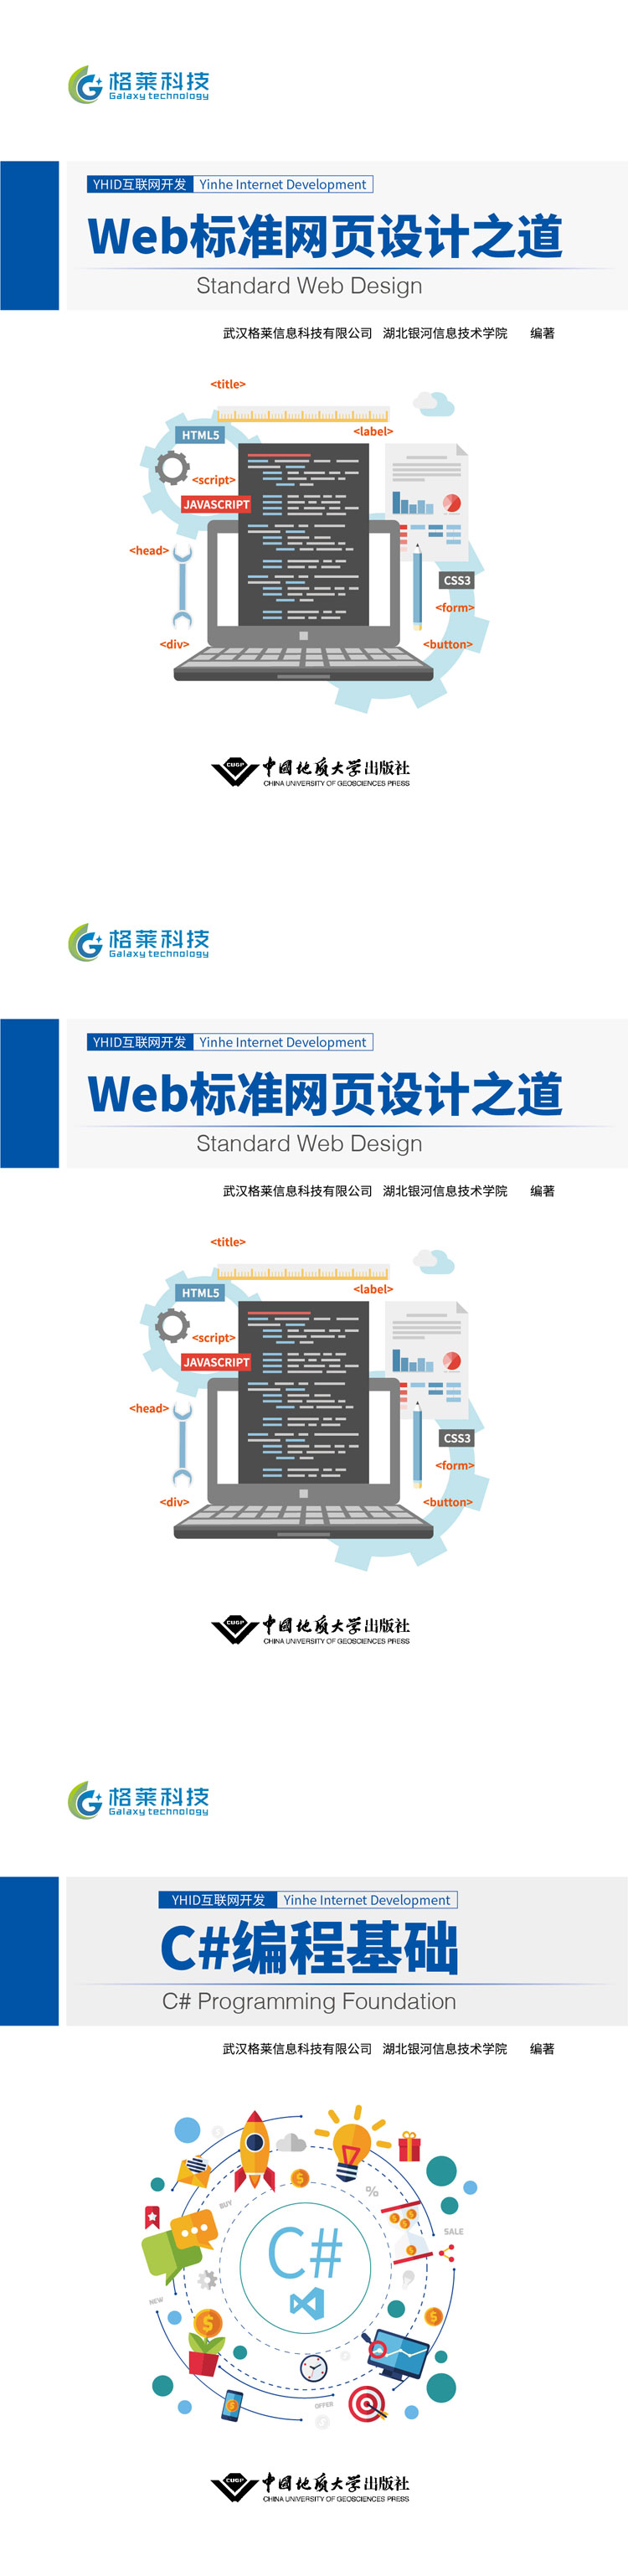 格莱科技
Galaxy technology
YHID互联网开发 Yinhe Internet Development
Web标准网页设计之道
Standard Web Design
武汉格莱信息科技有限公司 湖北银河信息技术学院 编著
<title>
<label>
HTML5
<script>
JAVASCRIPT
<head>
CSS3
<form>
<div>
<button>
CUGP
中国地质大学出版社
CHINA UNIVERSITY OF GEOSCIENCES PRESS
格莱科技
Galaxy technology
YHID互联网开发 Yinhe Internet Development
Web标准网页设计之道
Standard Web Design
武汉格莱信息科技有限公司 湖北银河信息技术学院 编著
<title>
<label>
HTML5
<script>
JAVASCRIPT
<head>
CSS3
<form>
<div>
<button>
CUGP
中国地质大学出版社
CHINA UNIVERSITY OF GEOSCIENCES PRESS
格莱科技
Galaxy technology
YHID互联网开发 Yinhe Internet Development
C#编程基础
C# Programming Foundation
武汉格莱信息科技有限公司 湖北银河信息技术学院 编著
%
BUY
SALE
C#
NEW
OFFER
CUGP
中国地质大学出版社
CHINA UNIVERSITY OF GEOSCIENCES PRESS